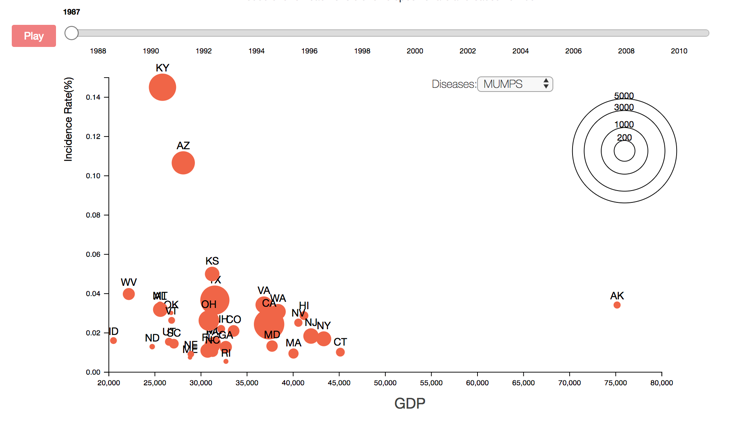 1987
Play
1988 1990 1992 1994 1996 1998 2000 2002 2004 2006 2008 2010
Diseases: MUMPS
5000
3000
1000
200
Incidence Rate(%)
0.14
0.12
0.10
0.08
0.06
0.04
0.02
0.00
KY
AZ
KS
WV
TX
VA
CA
WA
OH
OK
HI
NV
AK
ID
ND
SC
CO
GA
NC
RI
NE
ME
MD
MA
NJ
NY
CT
20,000 25,000 30,000 35,000 40,000 45,000 50,000 55,000 60,000 65,000 70,000 75,000 80,000
GDP